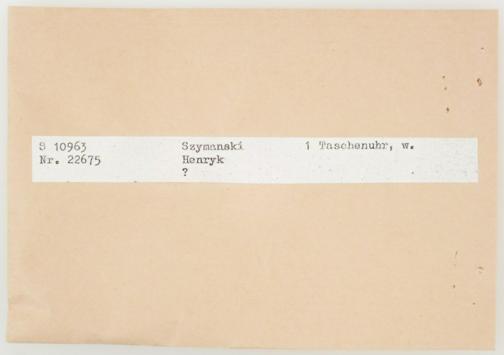 S 10963 Szymanski 1 Taschenuhr, w.
Nr. 22675 Henryk
?